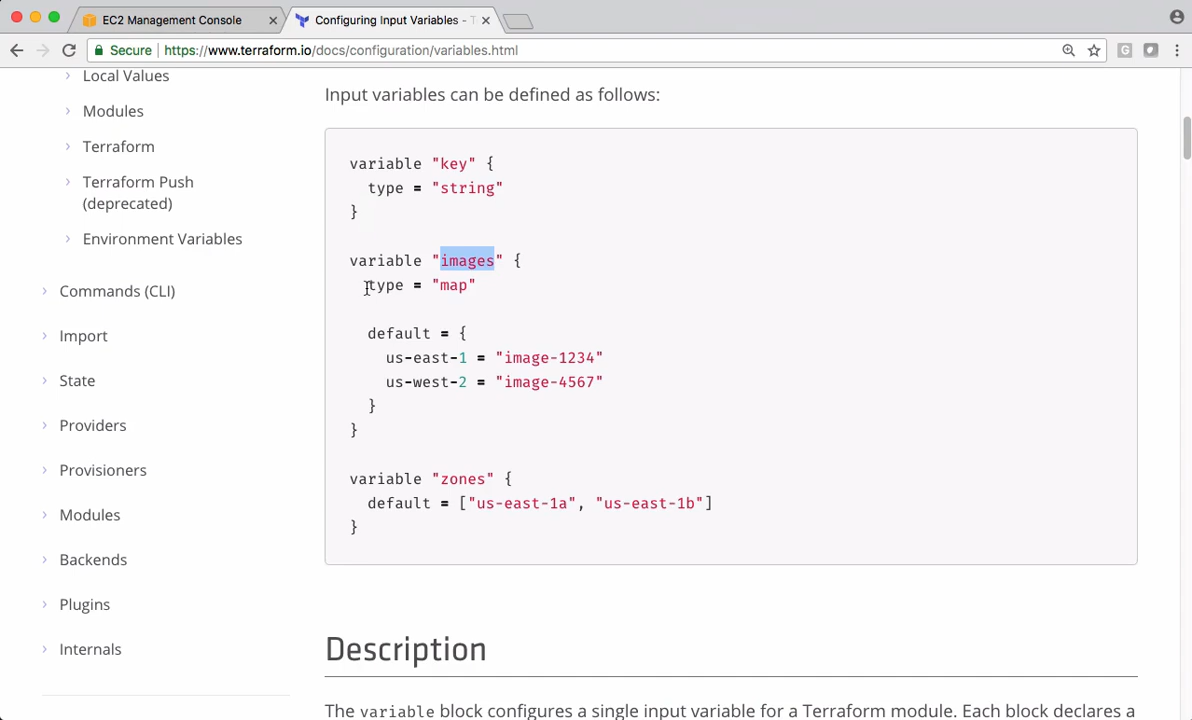 EC2 Management Console
Configuring Input Variables - T
Secure
https://www.terraform.io/docs/configuration/variables.html
Local Values
Modules
Terraform
Terraform Push
(deprecated)
Environment Variables
Commands (CLI)
Import
State
Providers
Provisioners
Modules
Backends
Plugins
Internals
Input variables can be defined as follows:
variable "key" {
type = "string"
}
variable "images" {
type = "map"
default = {
us-east-1 = "image-1234"
us-west-2 = "image-4567"
}
}
variable "zones" {
default = ["us-east-1a", "us-east-1b"]
}
Description
The variable block configures a single input variable for a Terraform module. Each block declares a